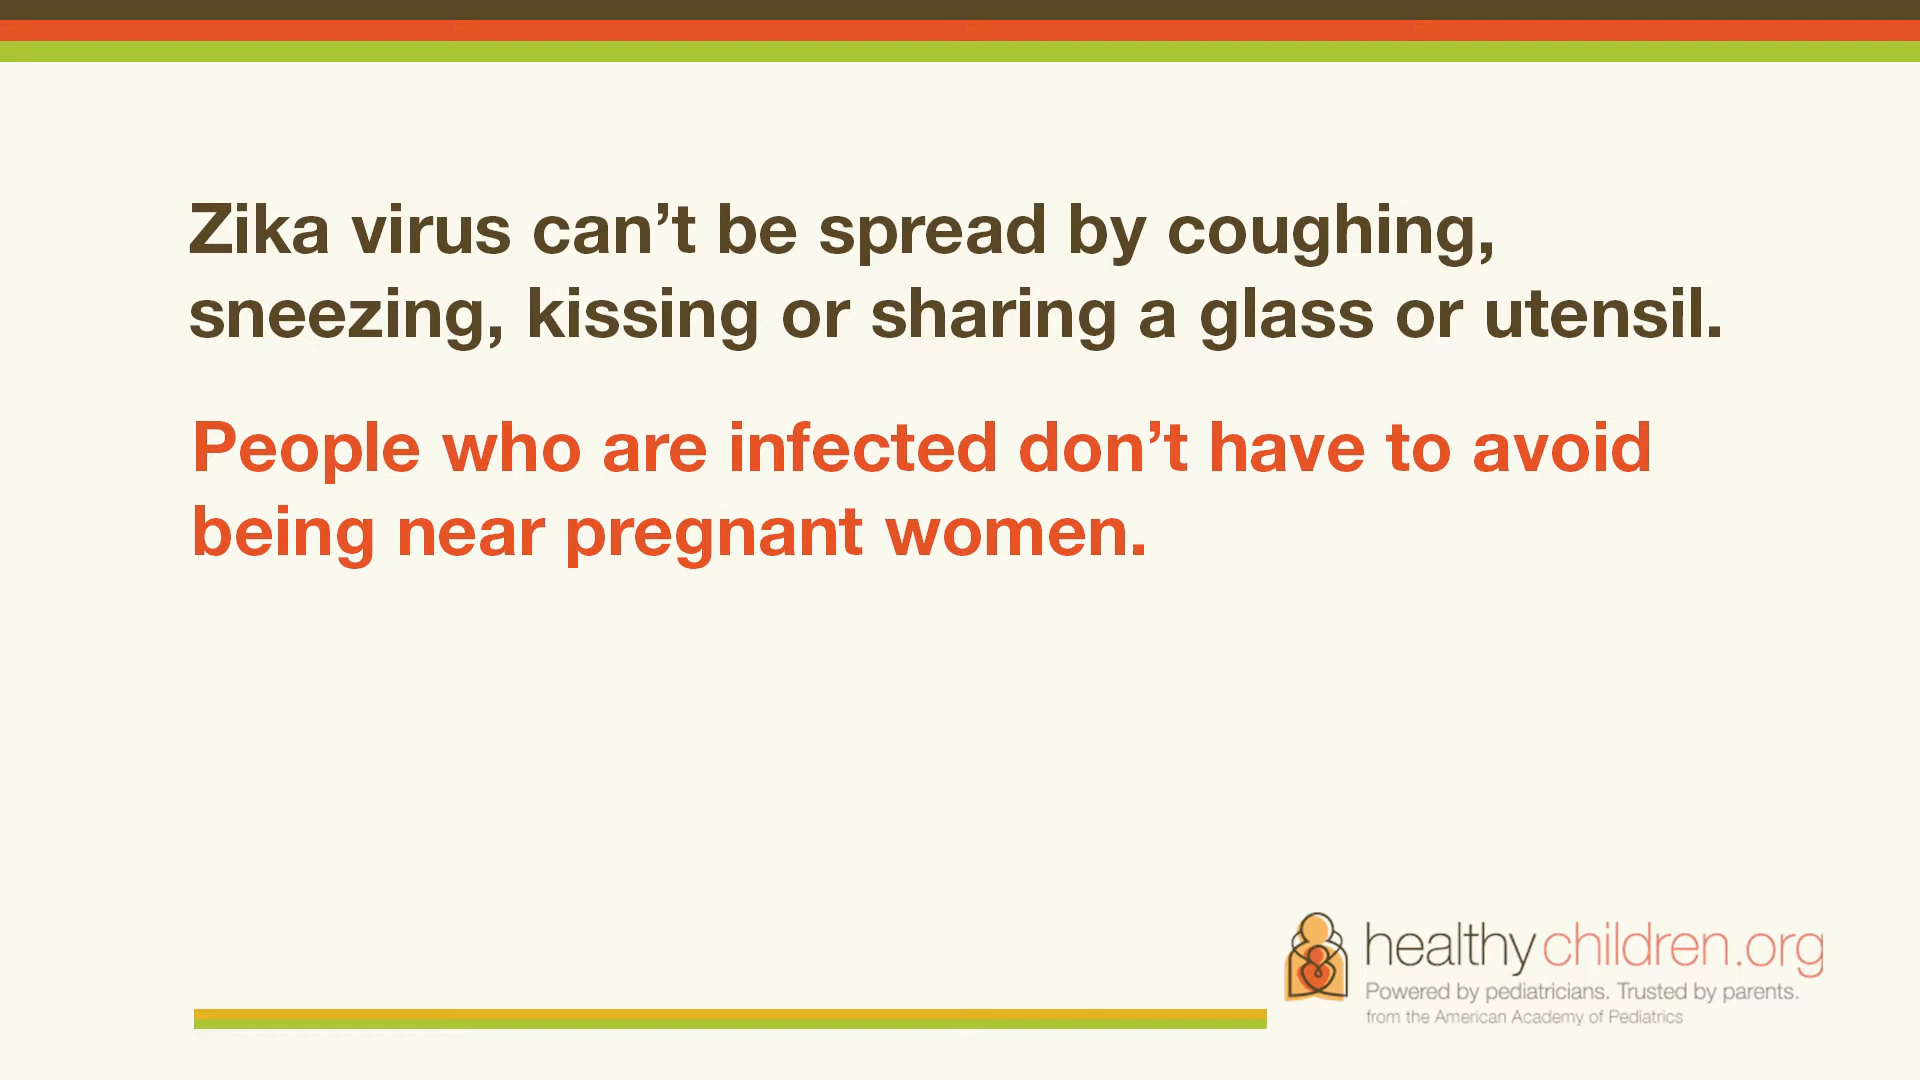 Zika virus can’t be spread by coughing,
sneezing, kissing or sharing a glass or utensil.
People who are infected don’t have to avoid
being near pregnant women.
healthychildren.org
Powered by pediatricians. Trusted by parents.
from the American Academy of Pediatrics